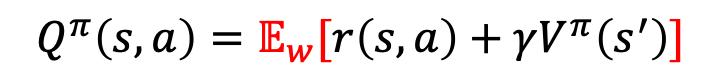 Q^π(s, a) = 𝔼_w[r(s, a) + γV^π(s′)]